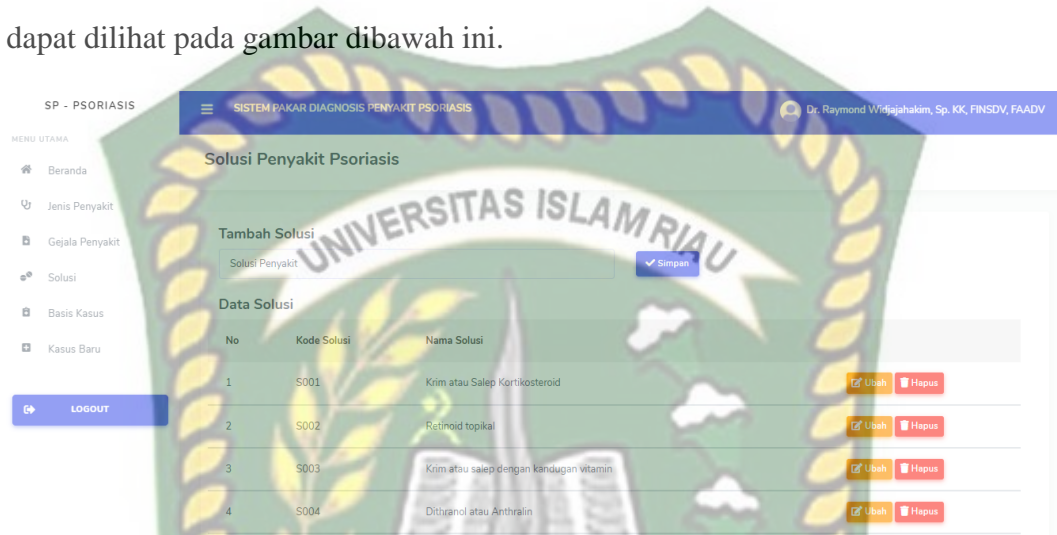 dapat dilihat pada gambar dibawah ini.
SP - PSORIASIS
SISTEM PAKAR DIAGNOSIS PENYAKIT PSORIASIS
Dr. Raymond Widjajahakim, Sp. KK, FINSDV, FAADV
MENU UTAMA
Beranda
Jenis Penyakit
Gejala Penyakit
Solusi
Basis Kasus
Kasus Baru
LOGOUT
Solusi Penyakit Psoriasis
UNIVERSITAS ISLAM RIAU
Tambah Solusi
Solusi Penyakit
Simpan
Data Solusi
No Kode Solusi Nama Solusi
1 S001 Krim atau Salep Kortikosteroid Ubah Hapus
2 S002 Retinoid topikal Ubah Hapus
3 S003 Krim atau salep dengan kandugan vitamin Ubah Hapus
4 S004 Dithranol atau Anthralin Ubah Hapus